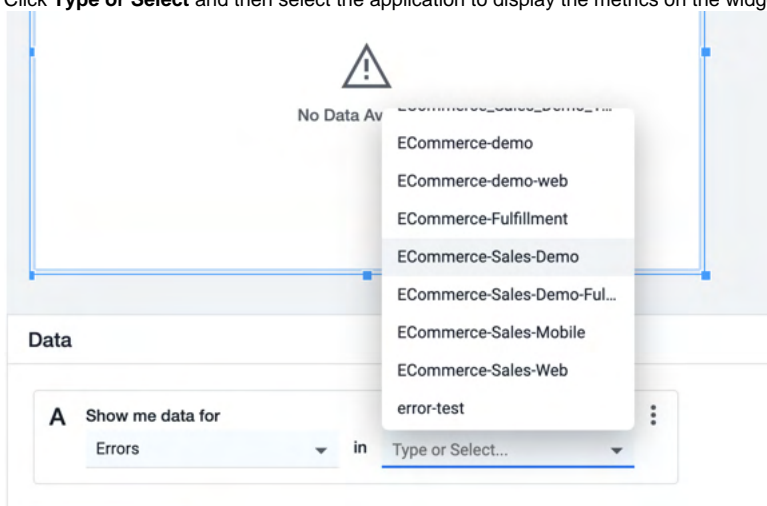 Click Type or Select and then select the application to display the metrics on the widg
No Data Av
ECommerce_Sales_Demo_
ECommerce-demo
ECommerce-demo-web
ECommerce-Fulfillment
ECommerce-Sales-Demo
ECommerce-Sales-Demo-Ful...
ECommerce-Sales-Mobile
ECommerce-Sales-Web
error-test
Data
A Show me data for
Errors in Type or Select...